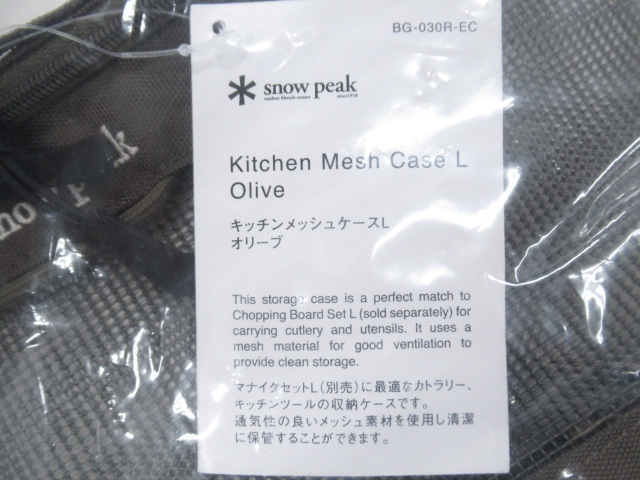 BG-030R-EC
snow peak
outdoor lifestyle creator since1958
Kitchen Mesh Case L
Olive
キッチンメッシュケースL
オリーブ
This storage case is a perfect match to
Chopping Board Set L (sold separately) for
carrying cutlery and utensils. It uses a
mesh material for good ventilation to
provide clean storage.
マナイタセットL(別売)に最適なカトラリー、
キッチンツールの収納ケースです。
通気性の良いメッシュ素材を使用し清潔
に保管することができます。